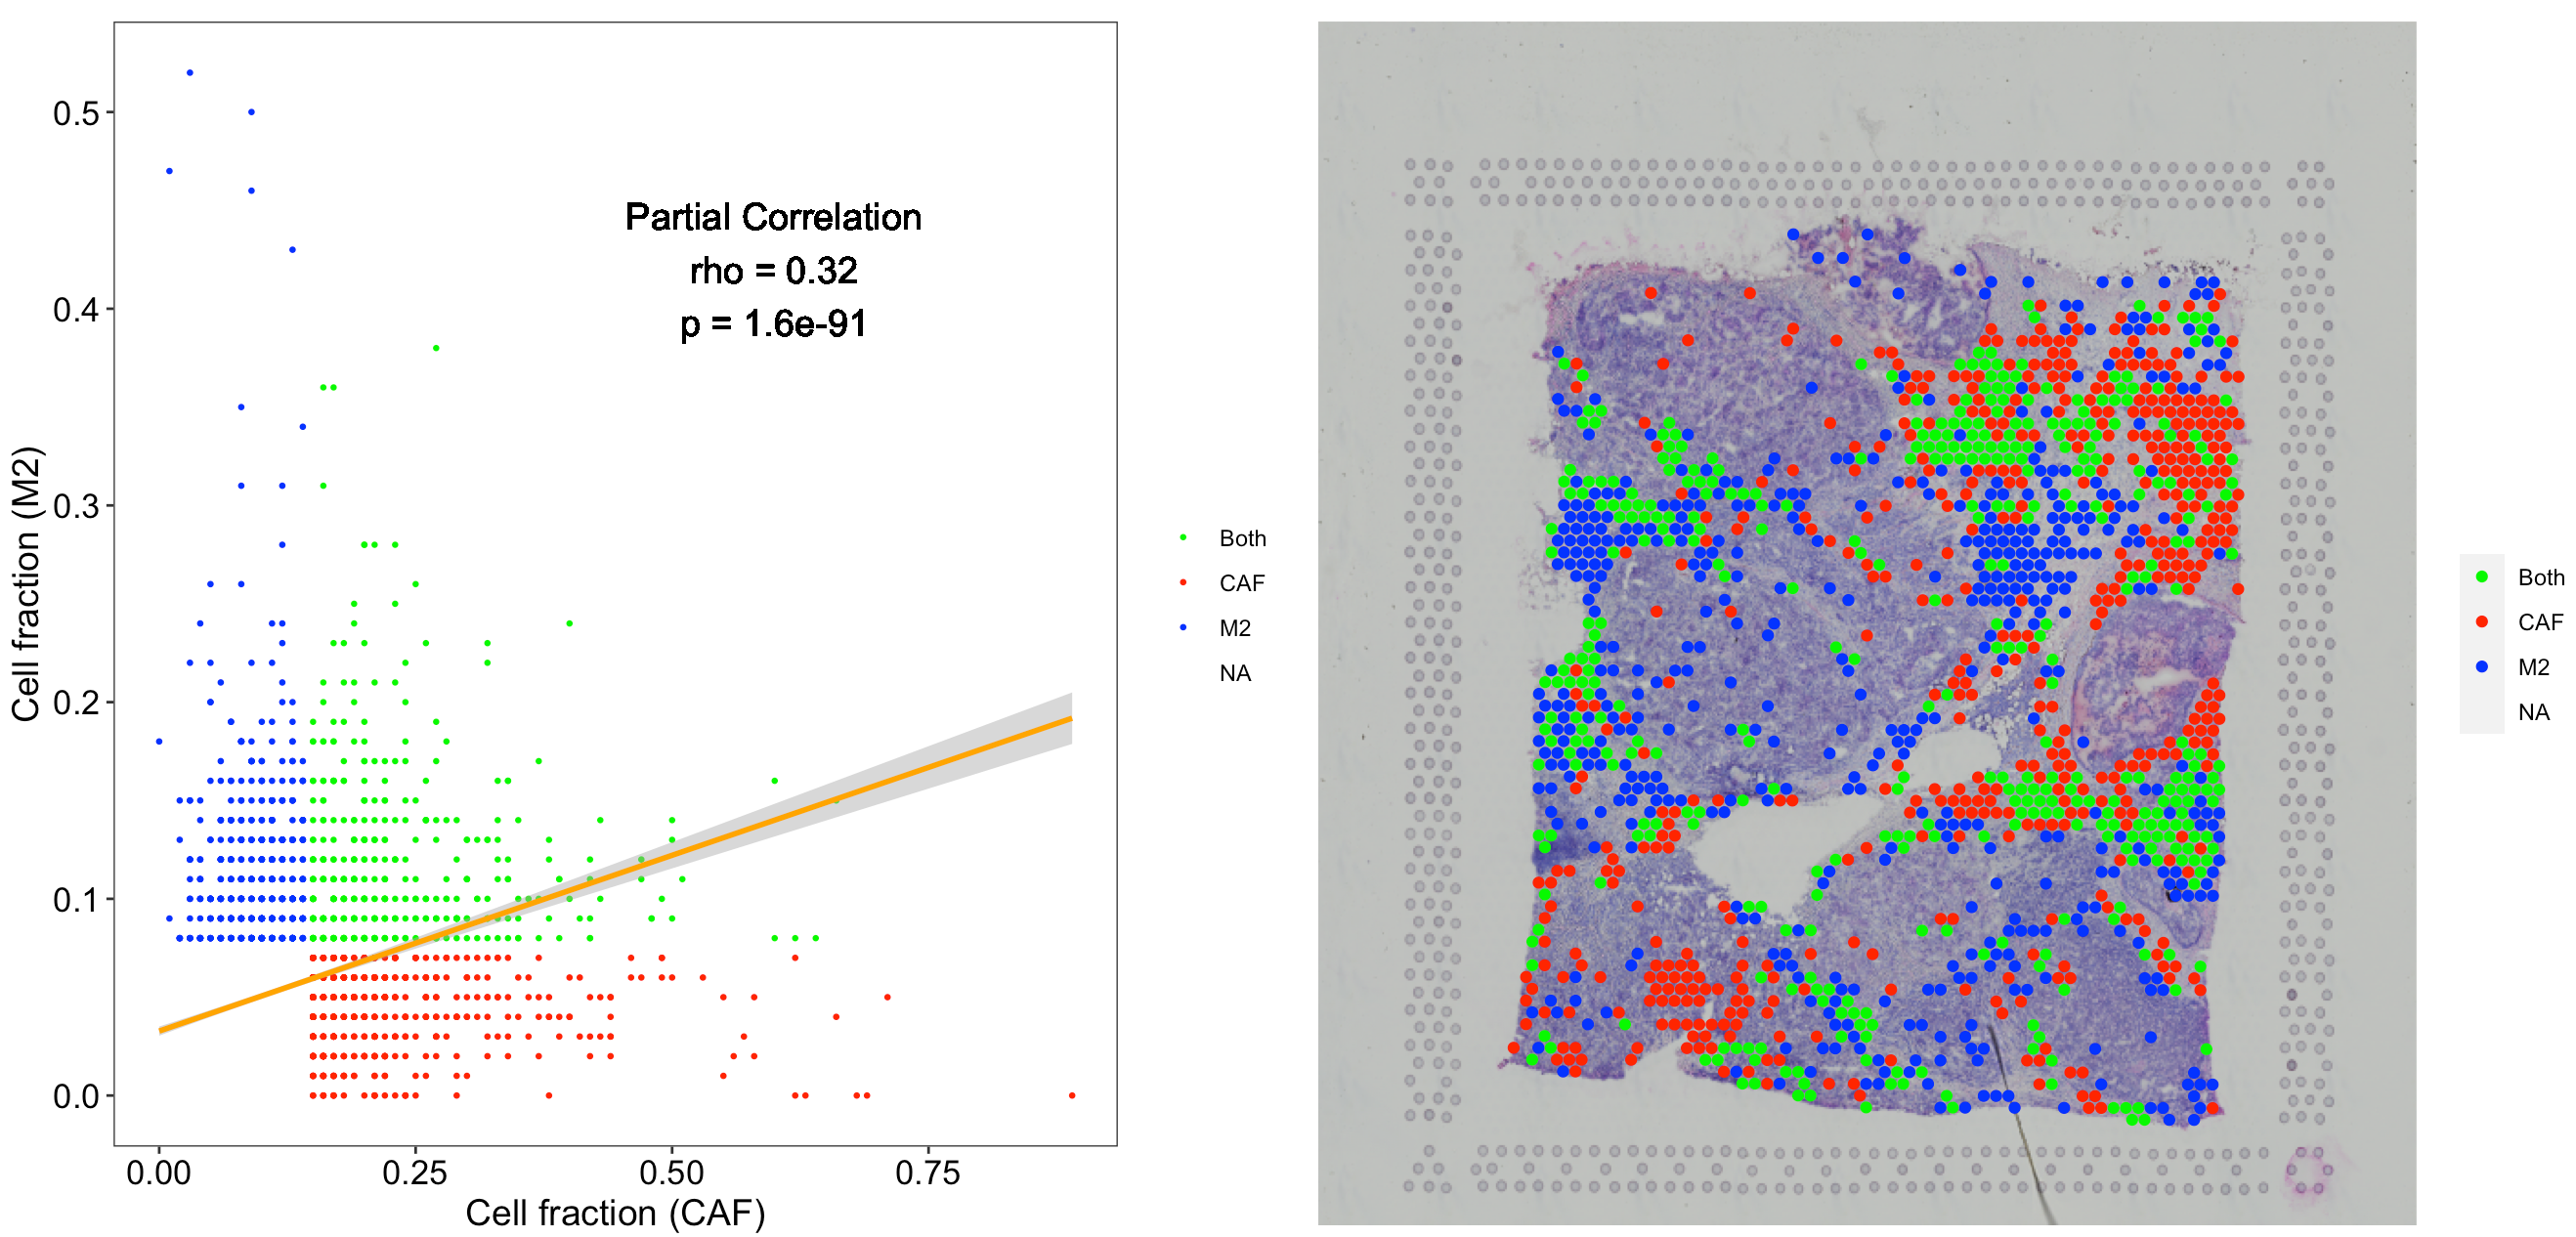 Partial Correlation
rho = 0.32
p = 1.6e-91
Cell fraction (M2)
0.5
0.4
0.3
0.2
0.1
0.0
0.00 0.25 0.50 0.75
Cell fraction (CAF)
Both
CAF
M2
NA
Both
CAF
M2
NA